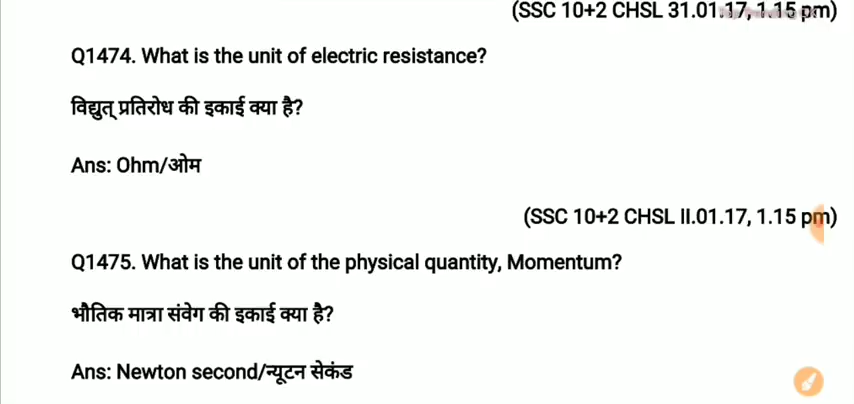 (SSC 10+2 CHSL 31.01.17, 1.15 pm)
Q1474. What is the unit of electric resistance?
विद्युत् प्रतिरोध की इकाई क्या है?
Ans: Ohm/ओम
(SSC 10+2 CHSL II.01.17, 1.15 pm)
Q1475. What is the unit of the physical quantity, Momentum?
भौतिक मात्रा संवेग की इकाई क्या है?
Ans: Newton second/न्यूटन सेकंड